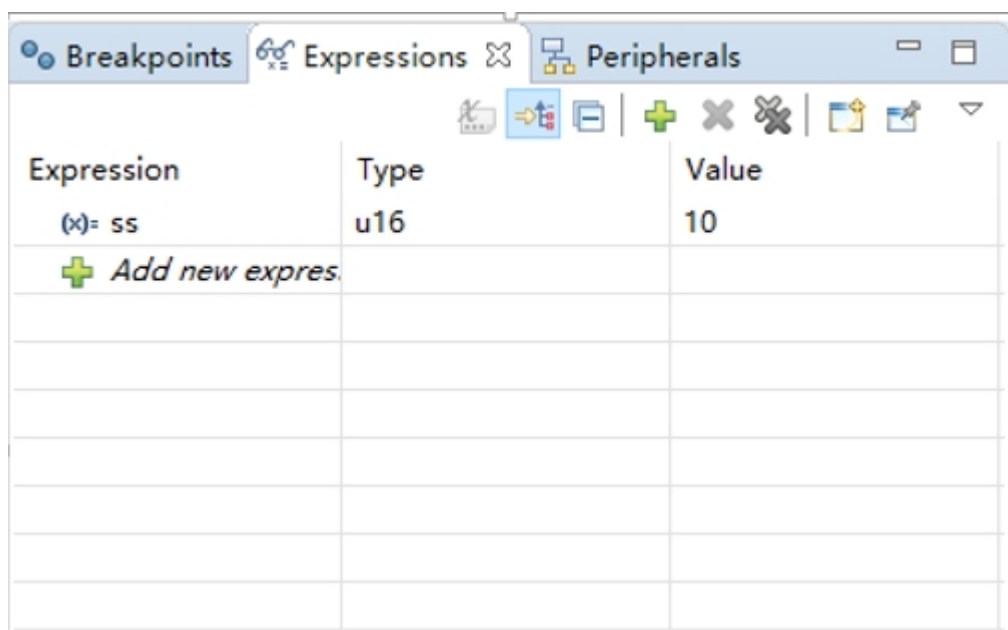 Breakpoints Expressions Peripherals
Expression Type Value
(x)= ss u16 10
Add new expres